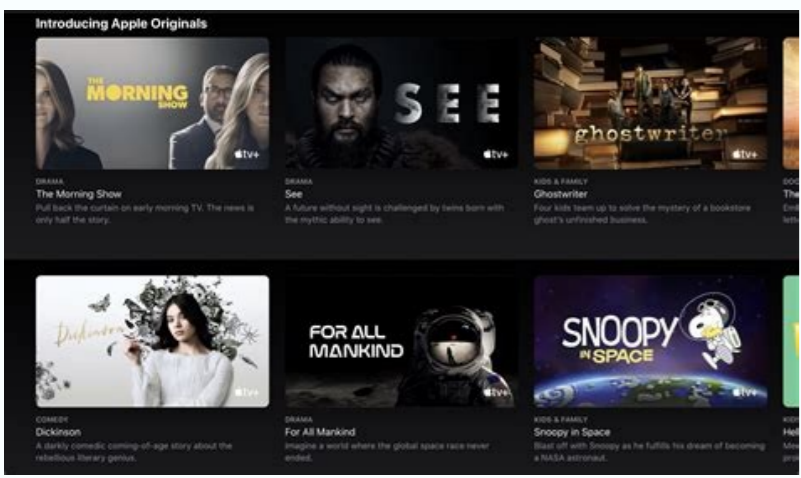 Introducing Apple Originals
THE
MORNING
SHOW
tv+
SEE
tv+
ghostwriter
tv+
DRAMA
The Morning Show
Pull back the curtain on early morning TV. The news is
only half the story.
DRAMA
See
A future without sight is challenged by twins born with
the mythic ability to see.
KIDS & FAMILY
Ghostwriter
Four kids team up to solve the mystery of a bookstore
ghost's unfinished business.
Dickinson
tv+
FOR ALL
MANKIND
tv+
SNOOPY
IN SPACE
tv+
COMEDY
Dickinson
A darkly comedic coming-of-age story about the
rebellious literary genius.
DRAMA
For All Mankind
Imagine a world where the global space race never
ended.
KIDS & FAMILY
Snoopy in Space
Blast off with Snoopy as he fulfills his dream of becoming
a NASA astronaut.